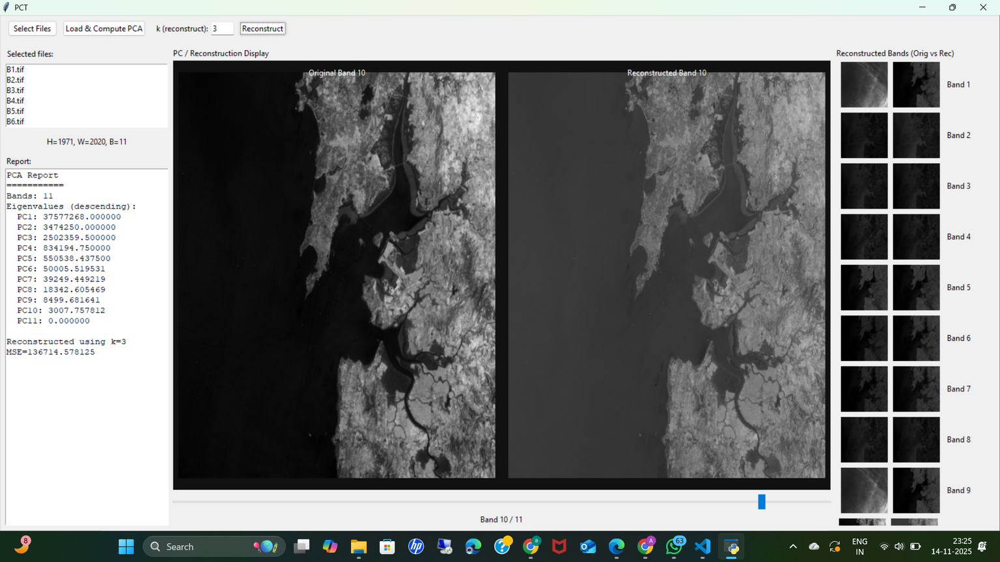 PCT
Select Files
Load & Compute PCA
k (reconstruct): 3
Reconstruct
Selected files:
B1.tif
B2.tif
B3.tif
B4.tif
B5.tif
B6.tif
H=1971, W=2020, B=11
Report:
PCA Report
===========
Bands: 11
Eigenvalues (descending):
PC1: 37577268.000000
PC2: 3474250.000000
PC3: 2502359.500000
PC4: 834194.750000
PC5: 550538.437500
PC6: 50005.519531
PC7: 39249.449219
PC8: 18342.605469
PC9: 8499.681641
PC10: 3007.757812
PC11: 0.000000
Reconstructed using k=3
MSE=136714.578125
PC / Reconstruction Display
Original Band 10
Reconstructed Band 10
Band 10 / 11
Reconstructed Bands (Orig vs Rec)
Band 1
Band 2
Band 3
Band 4
Band 5
Band 6
Band 7
Band 8
Band 9
8
Search
hp
a
A
63
ENG
IN
23:25
14-11-2025